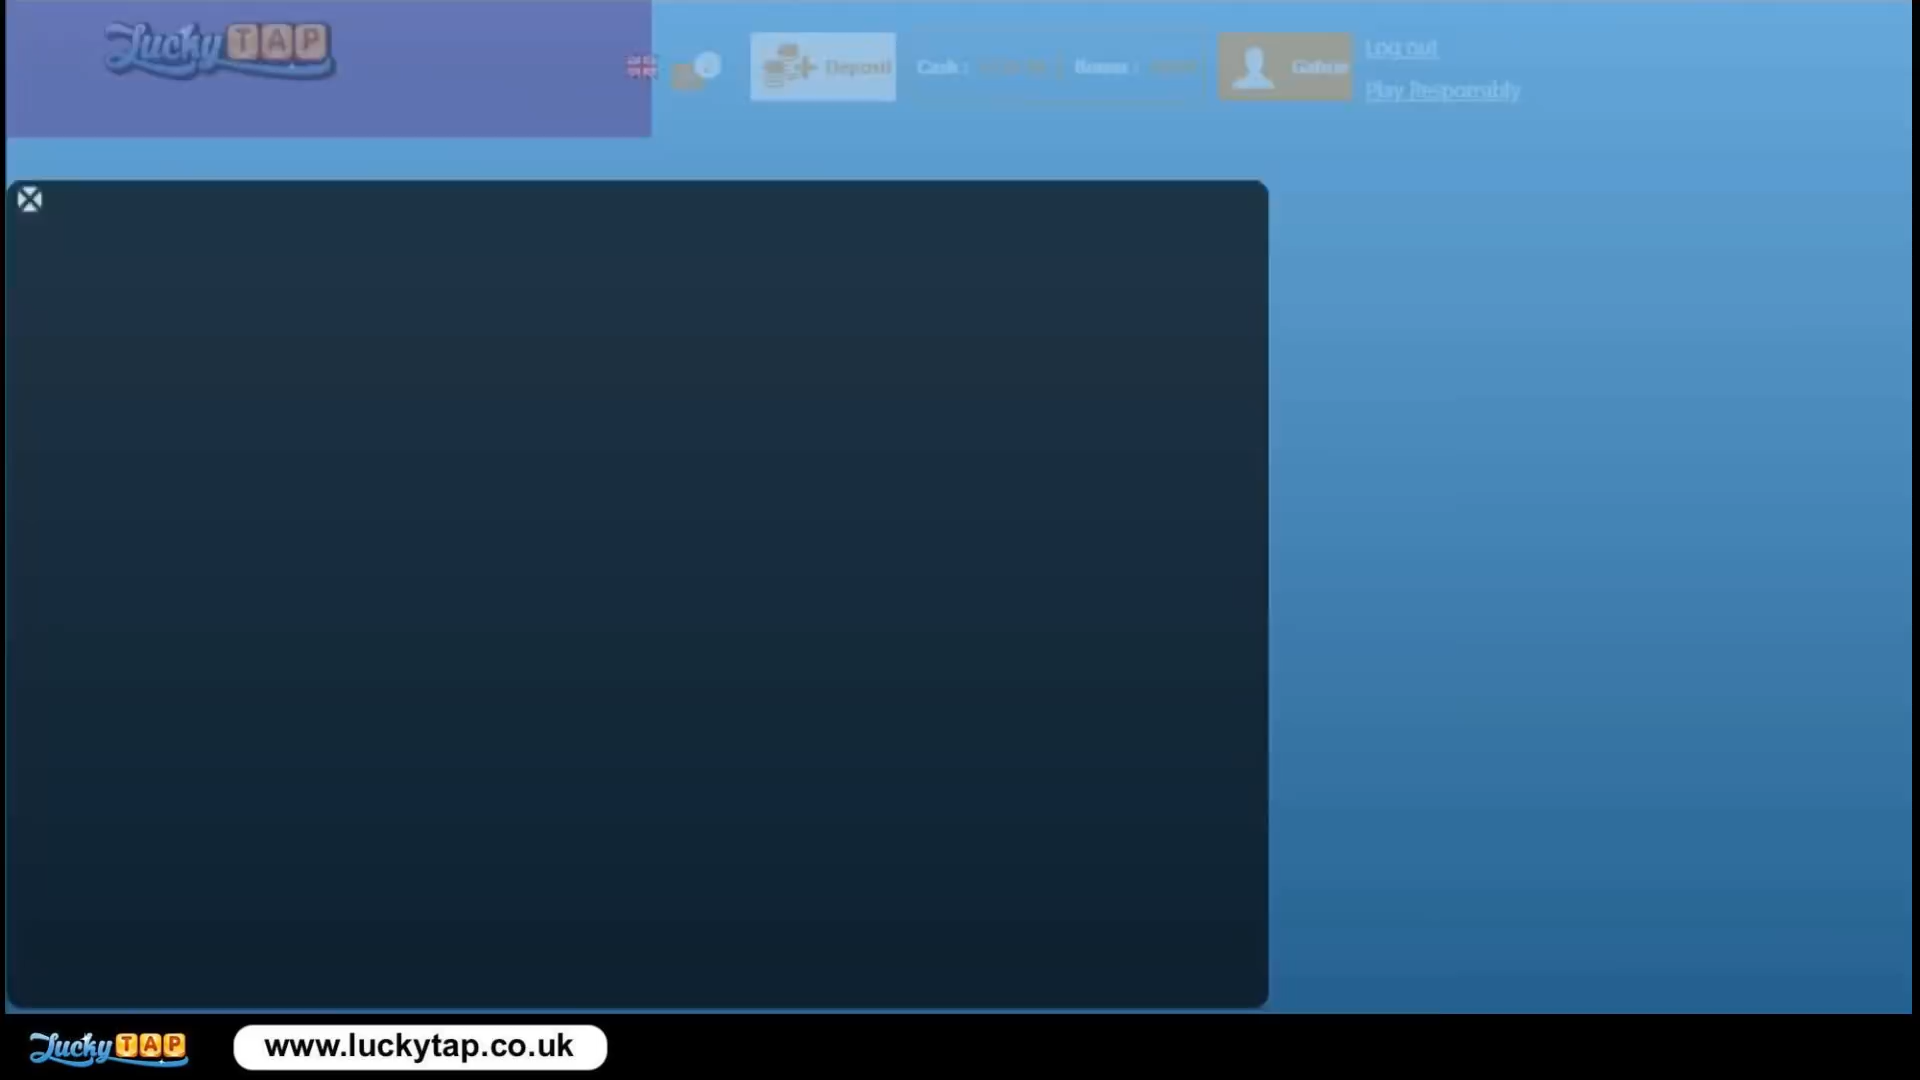 Lucky TAP
Deposit
Cash :
Bonus :
Log out
Play Responsibly
Lucky TAP
www.luckytap.co.uk